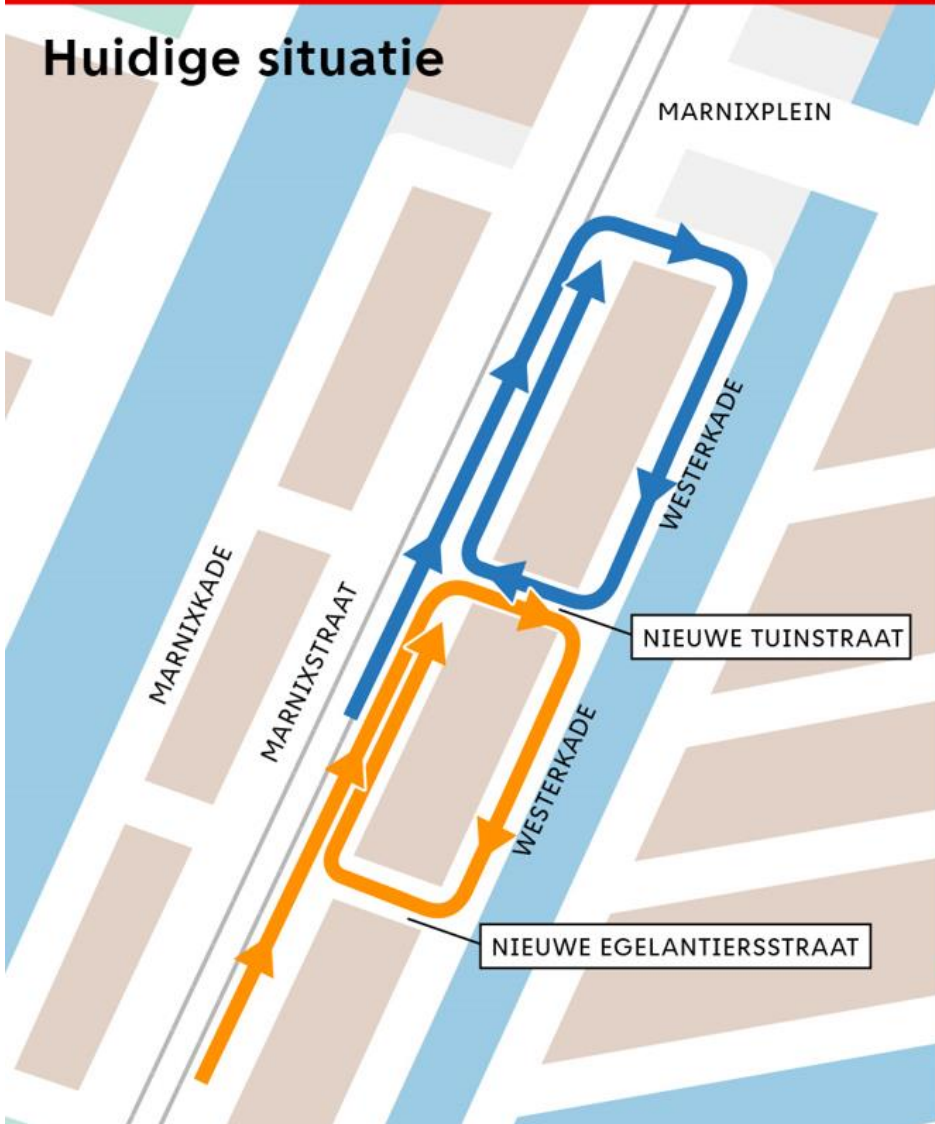 Huidige situatie
MARNIXPLEIN
WESTERKADE
MARNIXKADE
MARNIXSTRAAT
NIEUWE TUINSTRAAT
WESTERKADE
NIEUWE EGELANTIERSSTRAAT